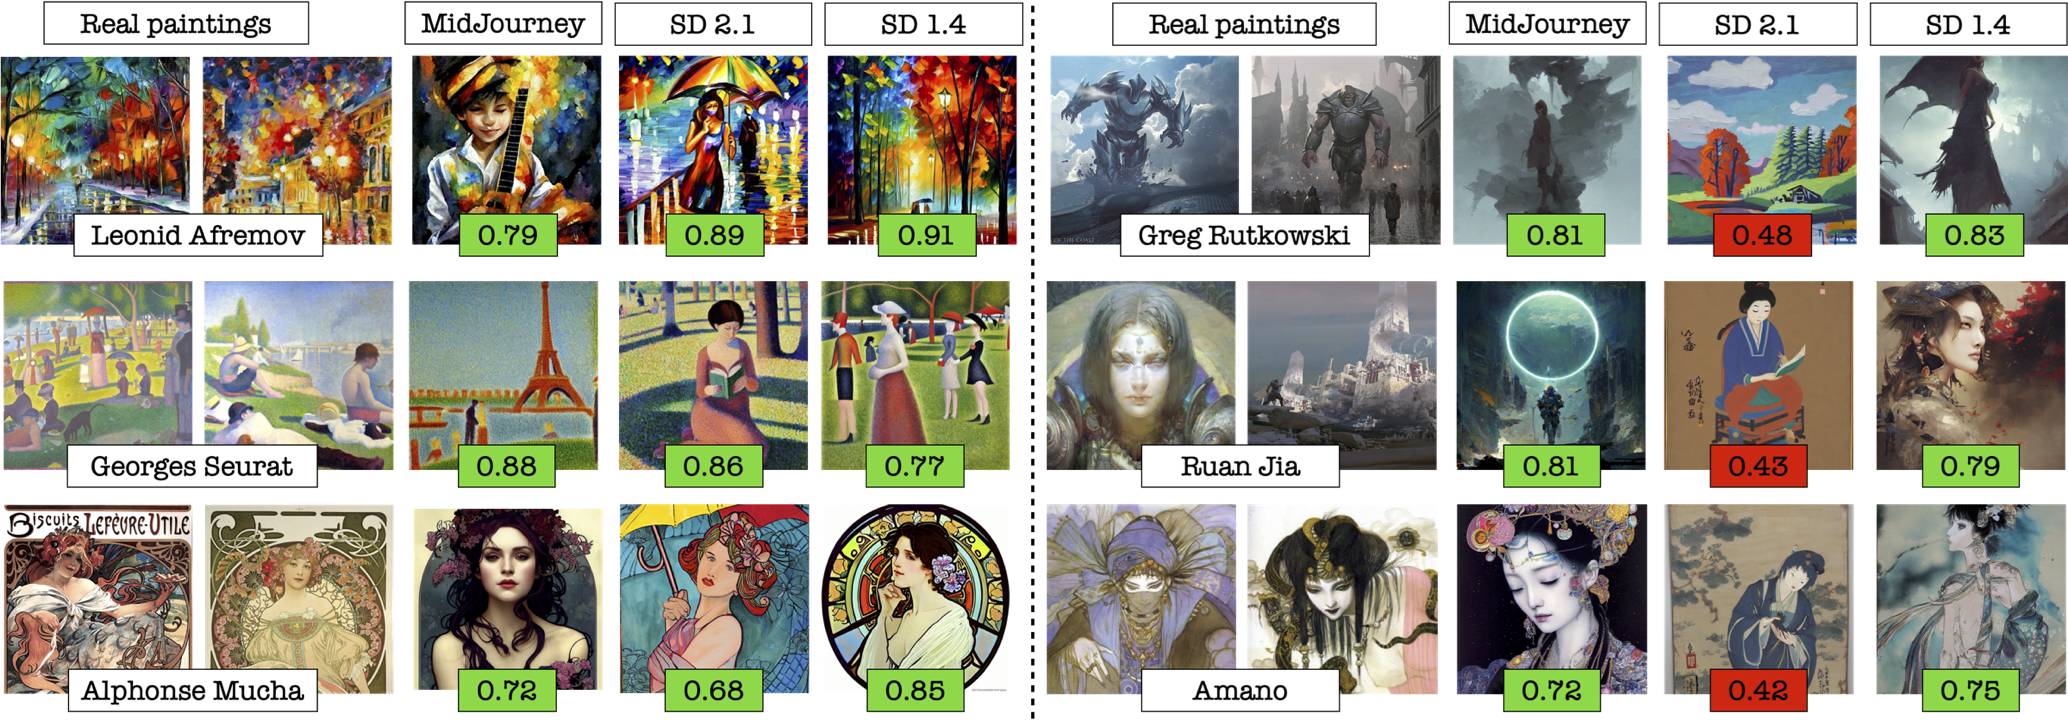 Real paintings
MidJourney
SD 2.1
SD 1.4
Real paintings
MidJourney
SD 2.1
SD 1.4
Leonid Afremov
0.79
0.89
0.91
Greg Rutkowski
0.81
0.48
0.83
Georges Seurat
0.88
0.86
0.77
Ruan Jia
0.81
0.43
0.79
BISCUITS LEFÈVRE-UTILE
Alphonse Mucha
0.72
0.68
0.85
Amano
0.72
0.42
0.75